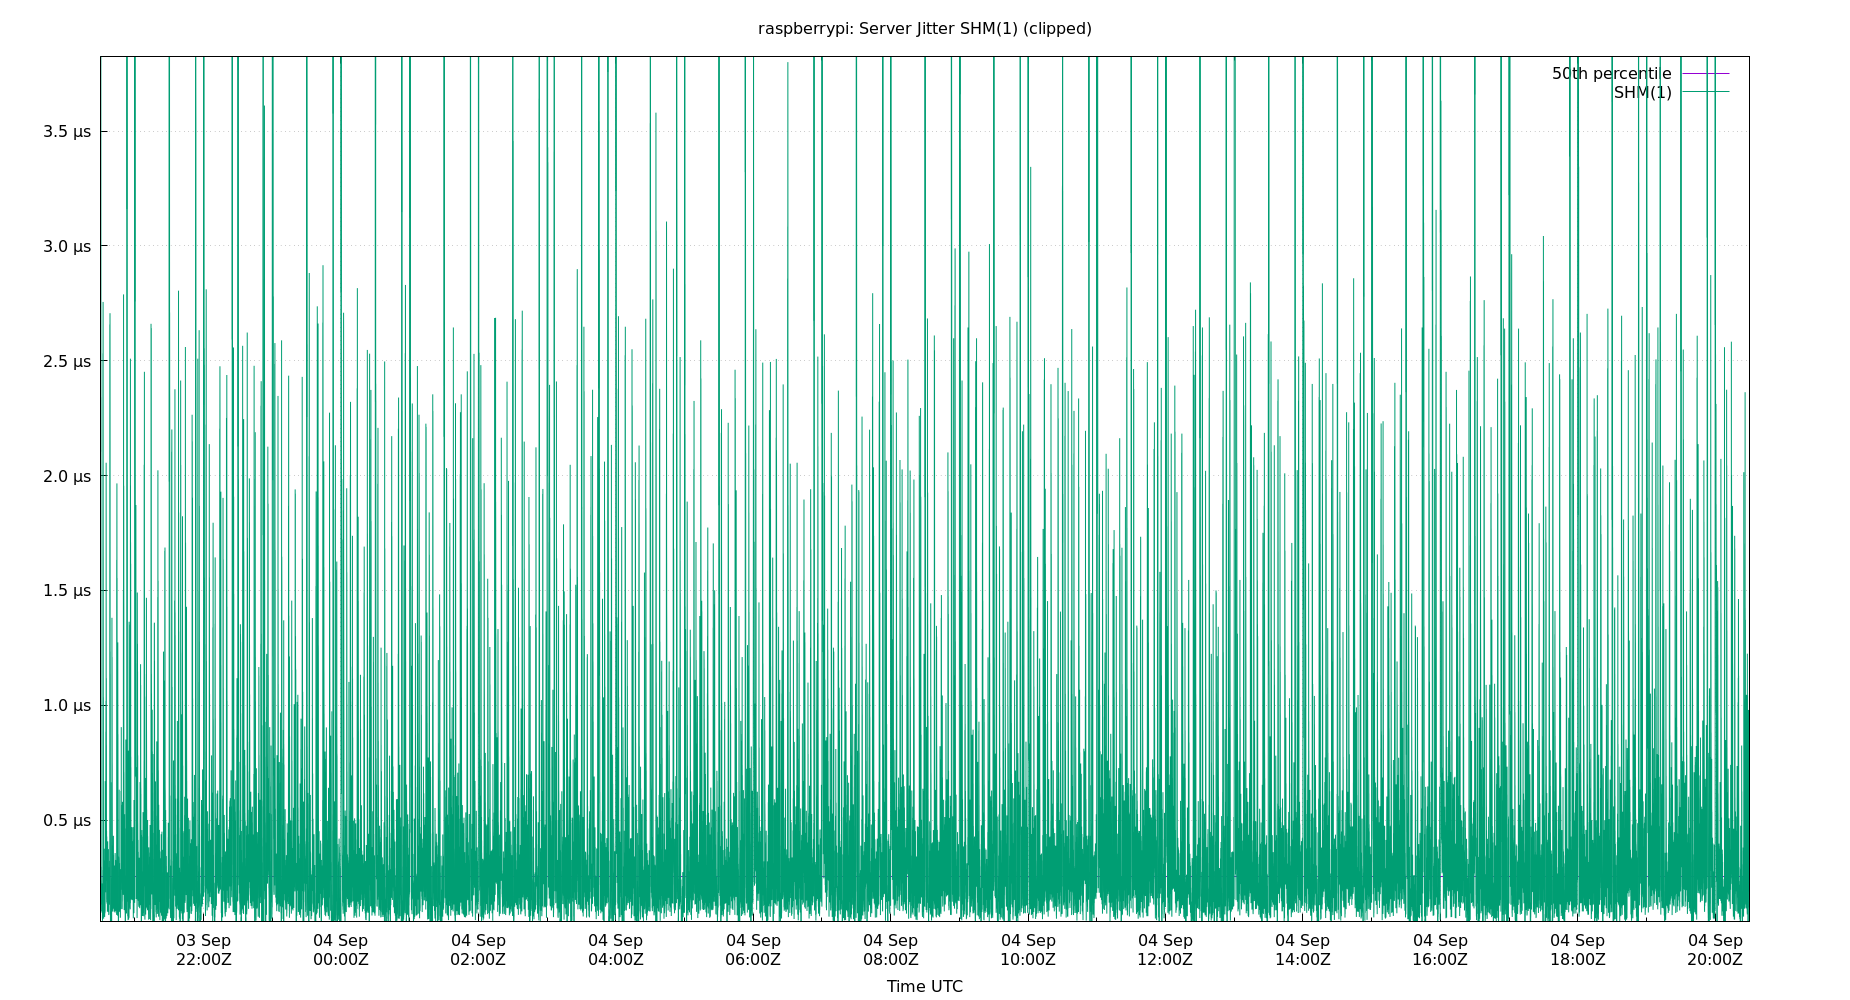 raspberrypi: Server Jitter SHM(1) (clipped)
50th percentile
SHM(1)
3.5 µs
3.0 µs
2.5 µs
2.0 µs
1.5 µs
1.0 µs
0.5 µs
03 Sep 04 Sep 04 Sep 04 Sep 04 Sep 04 Sep 04 Sep 04 Sep 04 Sep 04 Sep 04 Sep 04 Sep
22:00Z 00:00Z 02:00Z 04:00Z 06:00Z 08:00Z 10:00Z 12:00Z 14:00Z 16:00Z 18:00Z 20:00Z
Time UTC